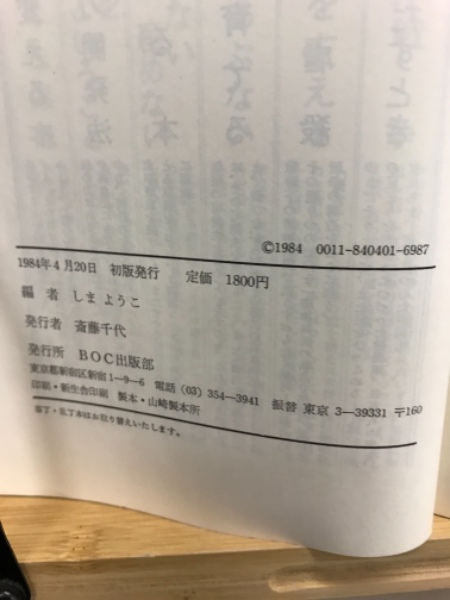 ©1984 0011-840401-6987
1984年4月20日 初版発行 定価 1800円
編者 しま ようこ
発行者 斎藤千代
発行所 BOC出版部
東京都新宿区新宿1—9—6 電話 (03) 354—3941 振替 東京 3—39331 〒160
印刷・新生舎印刷 製本・山崎製本所
落丁・乱丁本はお取り替えいたします。